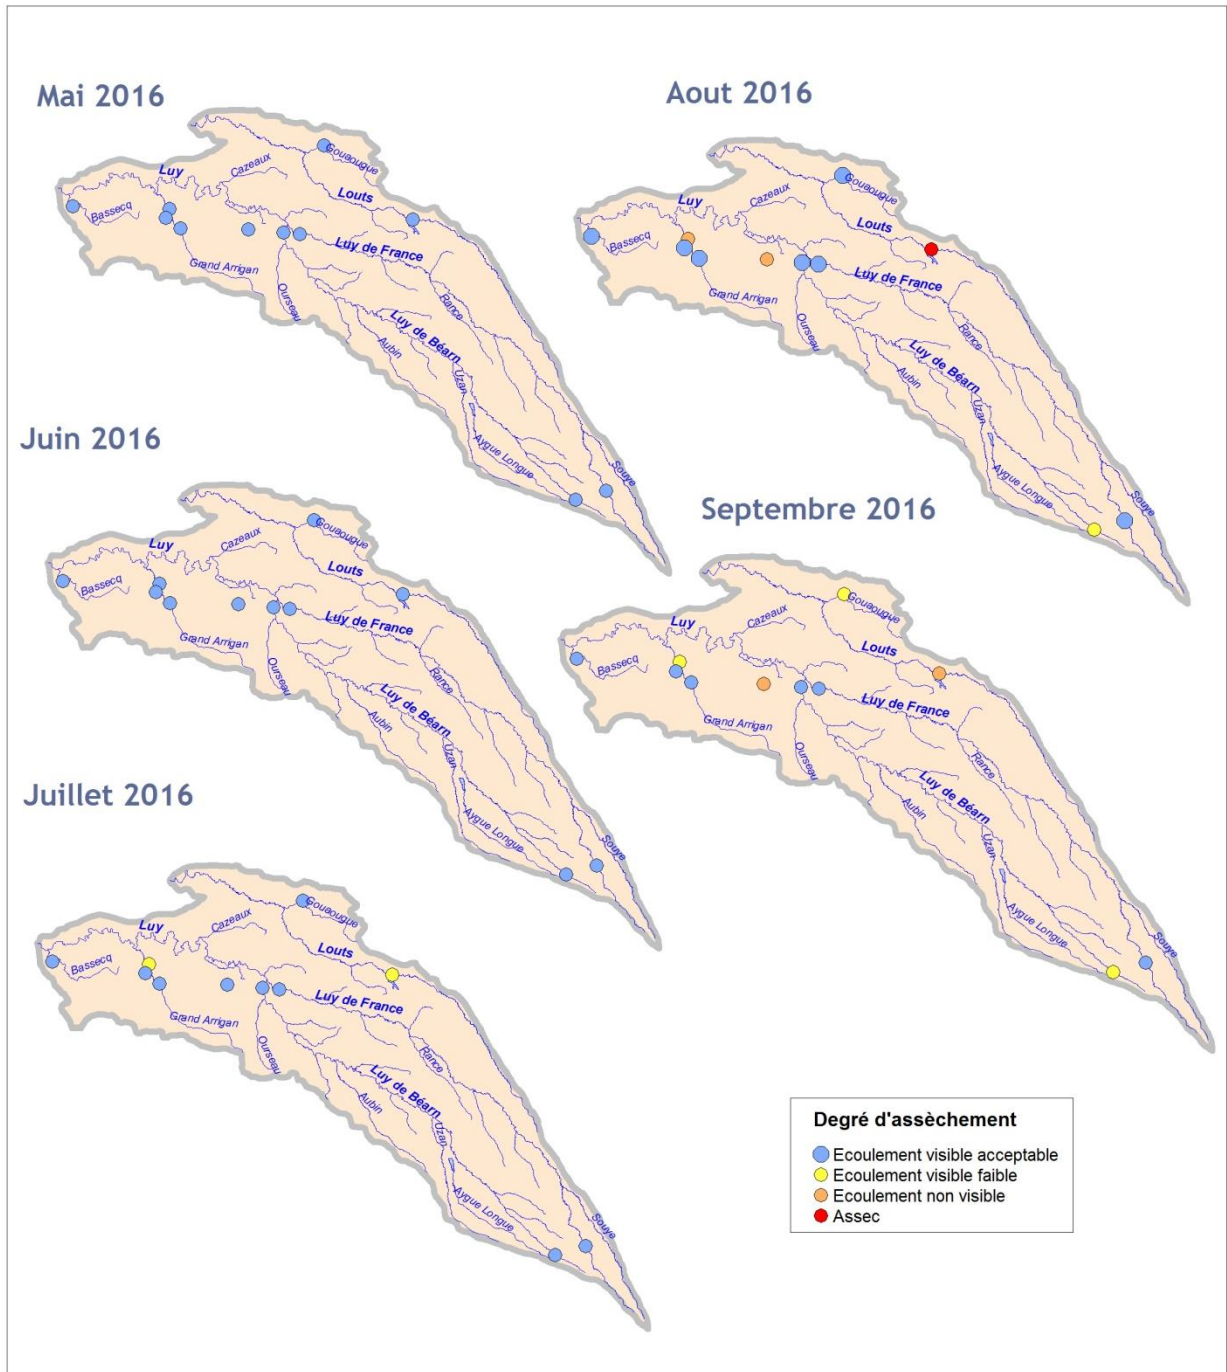 Mai 2016
Gouaougue
Cazeaux
Luy
Louts
Bassecq
Luy de France
Grand Arrigan
Ourseau
Rance
Luy de Béarn
Aubin
Uzan
Aygue Longue
Souye
Aout 2016
Gouaougue
Cazeaux
Luy
Louts
Bassecq
Luy de France
Grand Arrigan
Ourseau
Rance
Luy de Béarn
Aubin
Uzan
Aygue Longue
Souye
Juin 2016
Gouaougue
Cazeaux
Luy
Louts
Bassecq
Luy de France
Grand Arrigan
Ourseau
Rance
Luy de Béarn
Aubin
Uzan
Aygue Longue
Souye
Septembre 2016
Gouaougue
Cazeaux
Luy
Louts
Bassecq
Luy de France
Grand Arrigan
Ourseau
Rance
Luy de Béarn
Aubin
Uzan
Aygue Longue
Souye
Juillet 2016
Gouaougue
Cazeaux
Luy
Louts
Bassecq
Luy de France
Grand Arrigan
Ourseau
Rance
Luy de Béarn
Aubin
Uzan
Aygue Longue
Souye
Degré d'assèchement
Ecoulement visible acceptable
Ecoulement visible faible
Ecoulement non visible
Assec